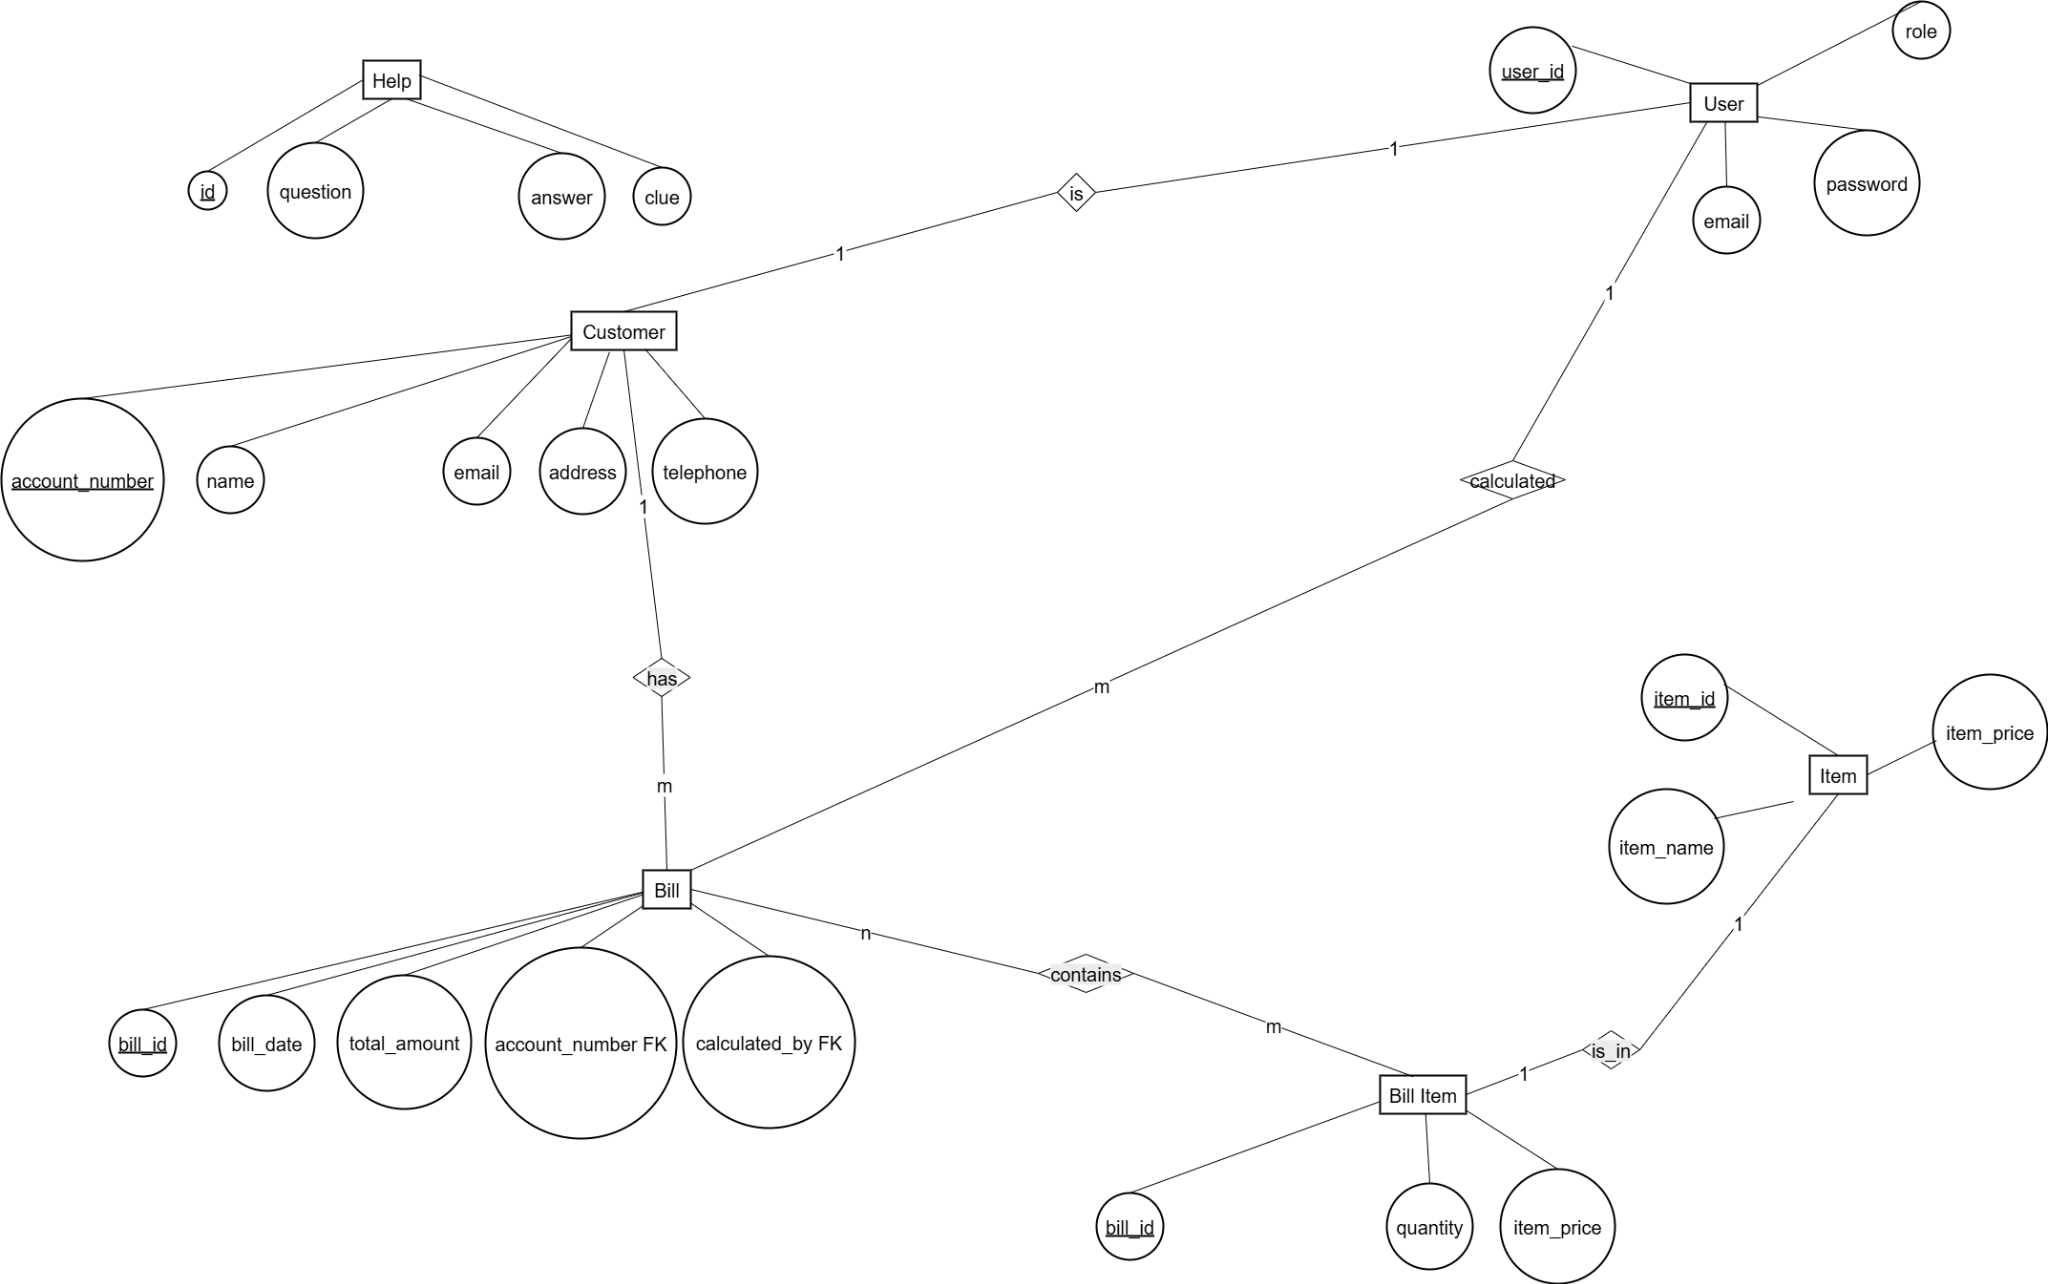 role
user_id
Help
User
1
id
question
answer
clue
is
password
email
1
1
Customer
account_number
name
email
address
telephone
calculated
1
has
m
item_id
item_price
Item
m
item_name
Bill
1
n
contains
bill_id
bill_date
total_amount
account_number FK
calculated_by FK
m
is_in
1
Bill Item
bill_id
quantity
item_price